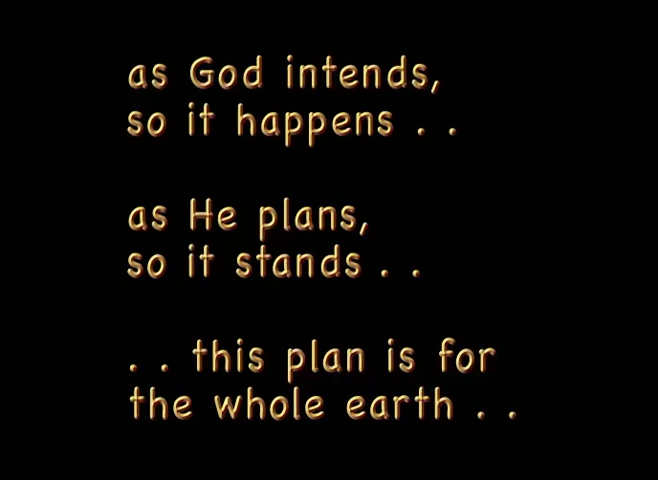 as God intends,
so it happens . .
as He plans,
so it stands . .
. . this plan is for
the whole earth . .